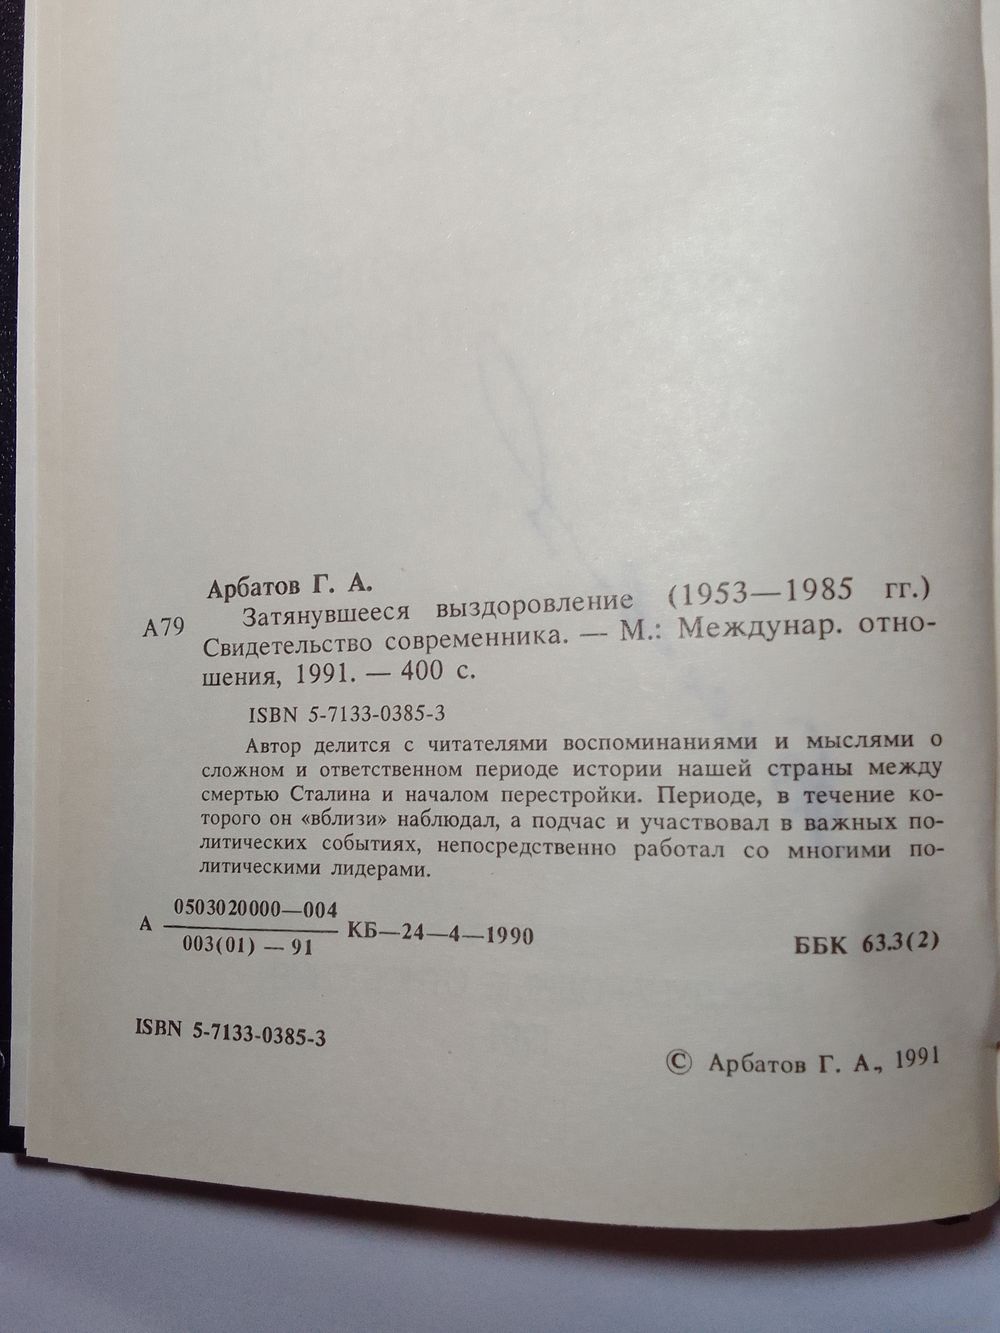 Арбатов Г. А.
А79
Затянувшееся выздоровление (1953—1985 гг.)
Свидетельство современника. — М.: Междунар. отно-
шения, 1991. — 400 с.
ISBN 5-7133-0385-3
Автор делится с читателями воспоминаниями и мыслями о
сложном и ответственном периоде истории нашей страны между
смертью Сталина и началом перестройки. Периоде, в течение ко-
торого он «вблизи» наблюдал, а подчас и участвовал в важных по-
литических событиях, непосредственно работал со многими по-
литическими лидерами.
А 0503020000—004
003(01) — 91 КБ—24—4—1990
ББК 63.3(2)
ISBN 5-7133-0385-3
© Арбатов Г. А., 1991